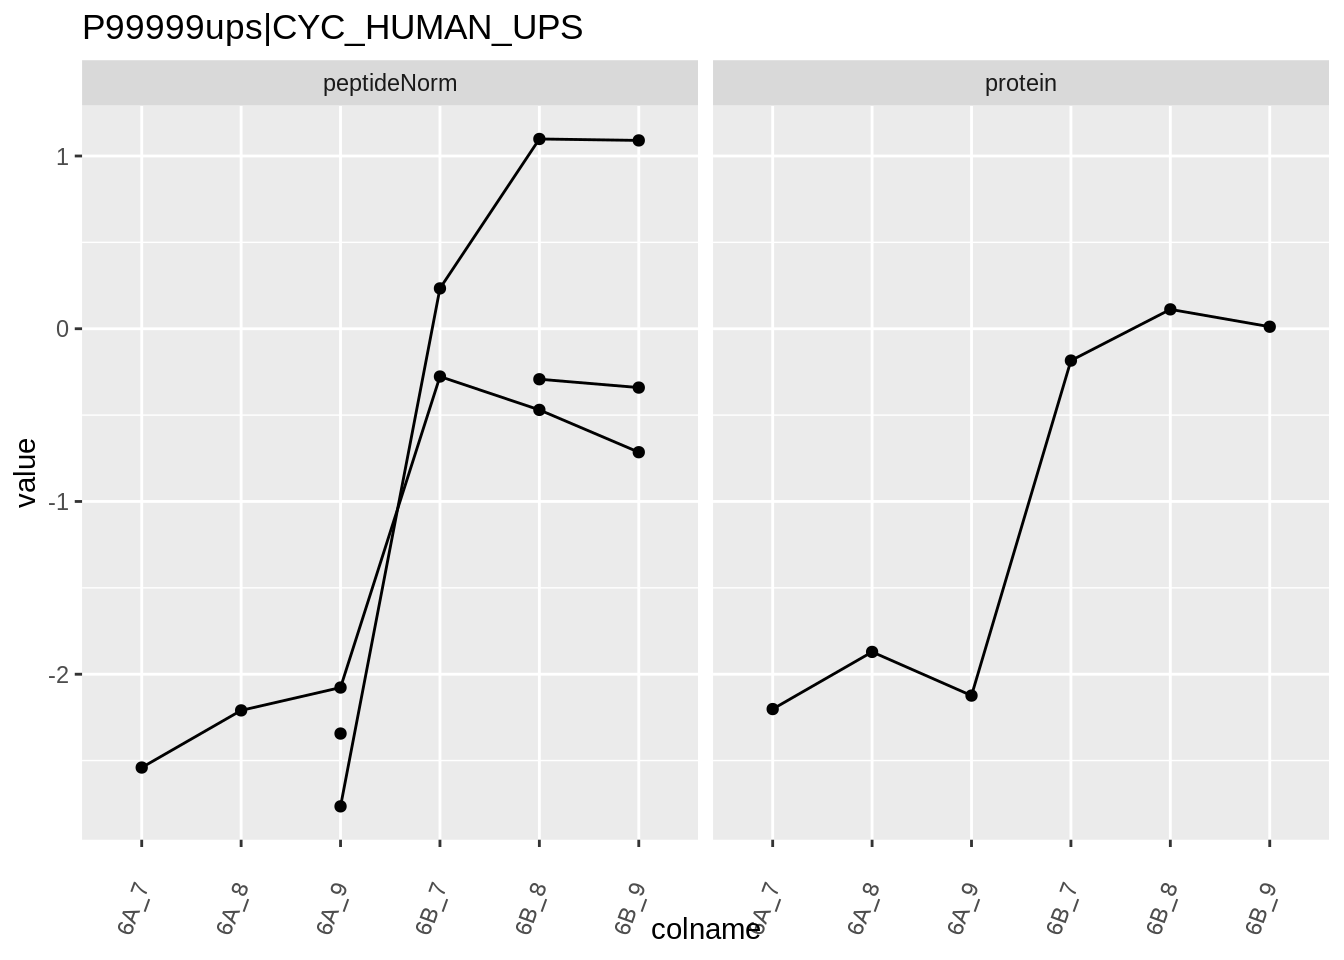 P99999ups|CYC_HUMAN_UPS
peptideNorm
protein
value
1
0
-1
-2
6A_7
6A_8
6A_9
6B_7
6B_8
6B_9
6A_7
6A_8
6A_9
6B_7
6B_8
6B_9
colname